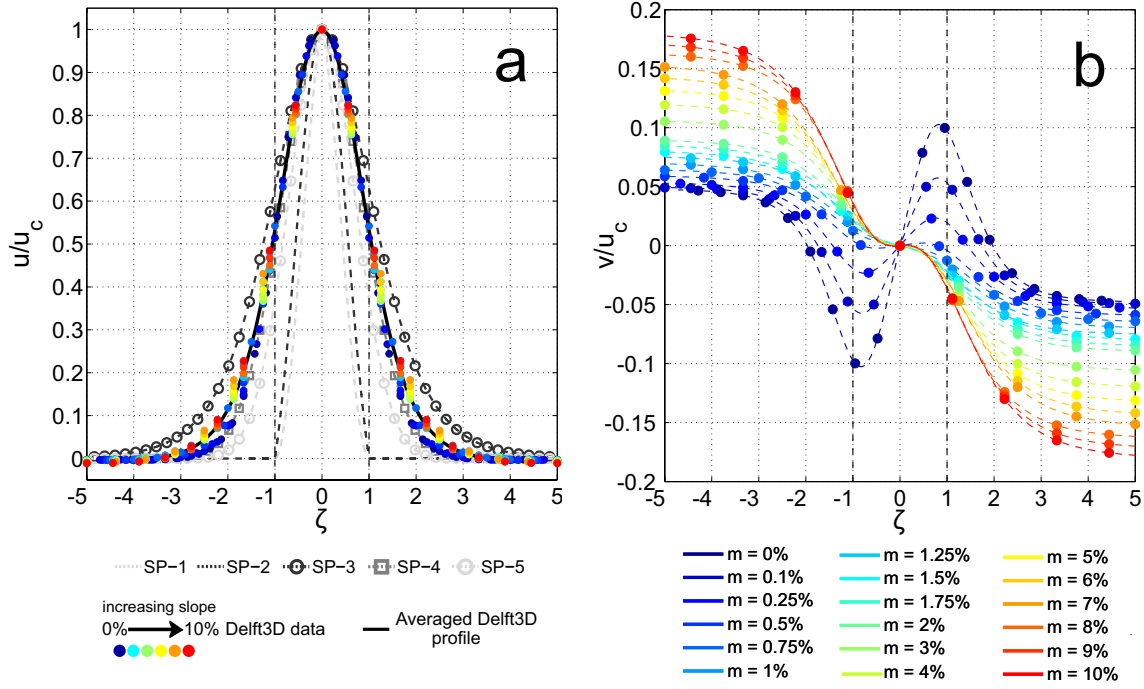 a
1
0.9
0.8
0.7
0.6
0.5
0.4
0.3
0.2
0.1
0
u/u_c
-5 -4 -3 -2 -1 0 1 2 3 4 5
ζ
b
0.2
0.15
0.1
0.05
0
-0.05
-0.1
-0.15
-0.2
v/u_c
-5 -4 -3 -2 -1 0 1 2 3 4 5
ζ
SP−1 SP−2 SP−3 SP−4 SP−5
increasing slope
0% 10% Delft3D data
Averaged Delft3D
profile
m = 0%
m = 0.1%
m = 0.25%
m = 0.5%
m = 0.75%
m = 1%
m = 1.25%
m = 1.5%
m = 1.75%
m = 2%
m = 3%
m = 4%
m = 5%
m = 6%
m = 7%
m = 8%
m = 9%
m = 10%